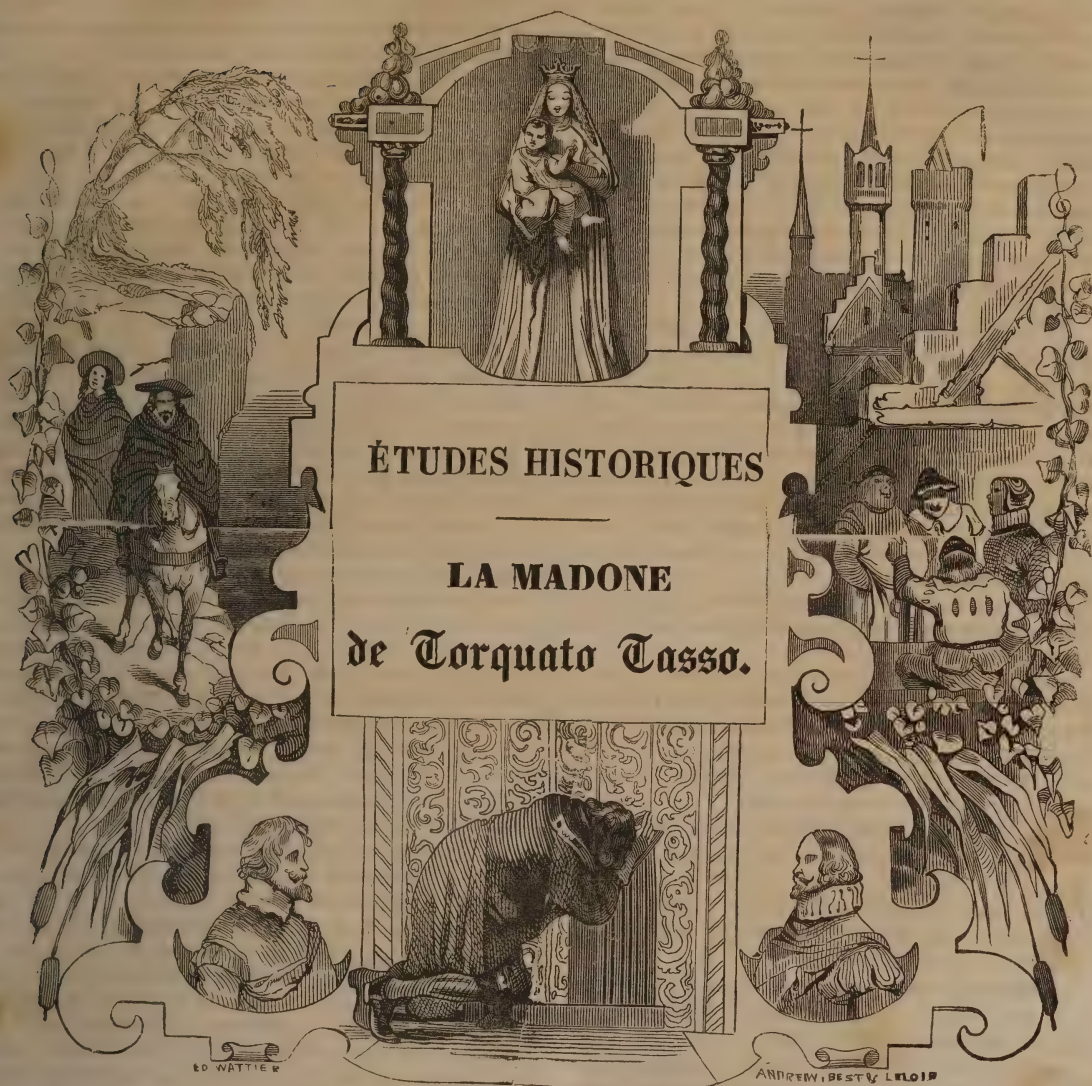 ÉTUDES HISTORIQUES
LA MADONE
de Torquato Tasso.
ED WATTIER
ANDREW, BEST & LELOIR